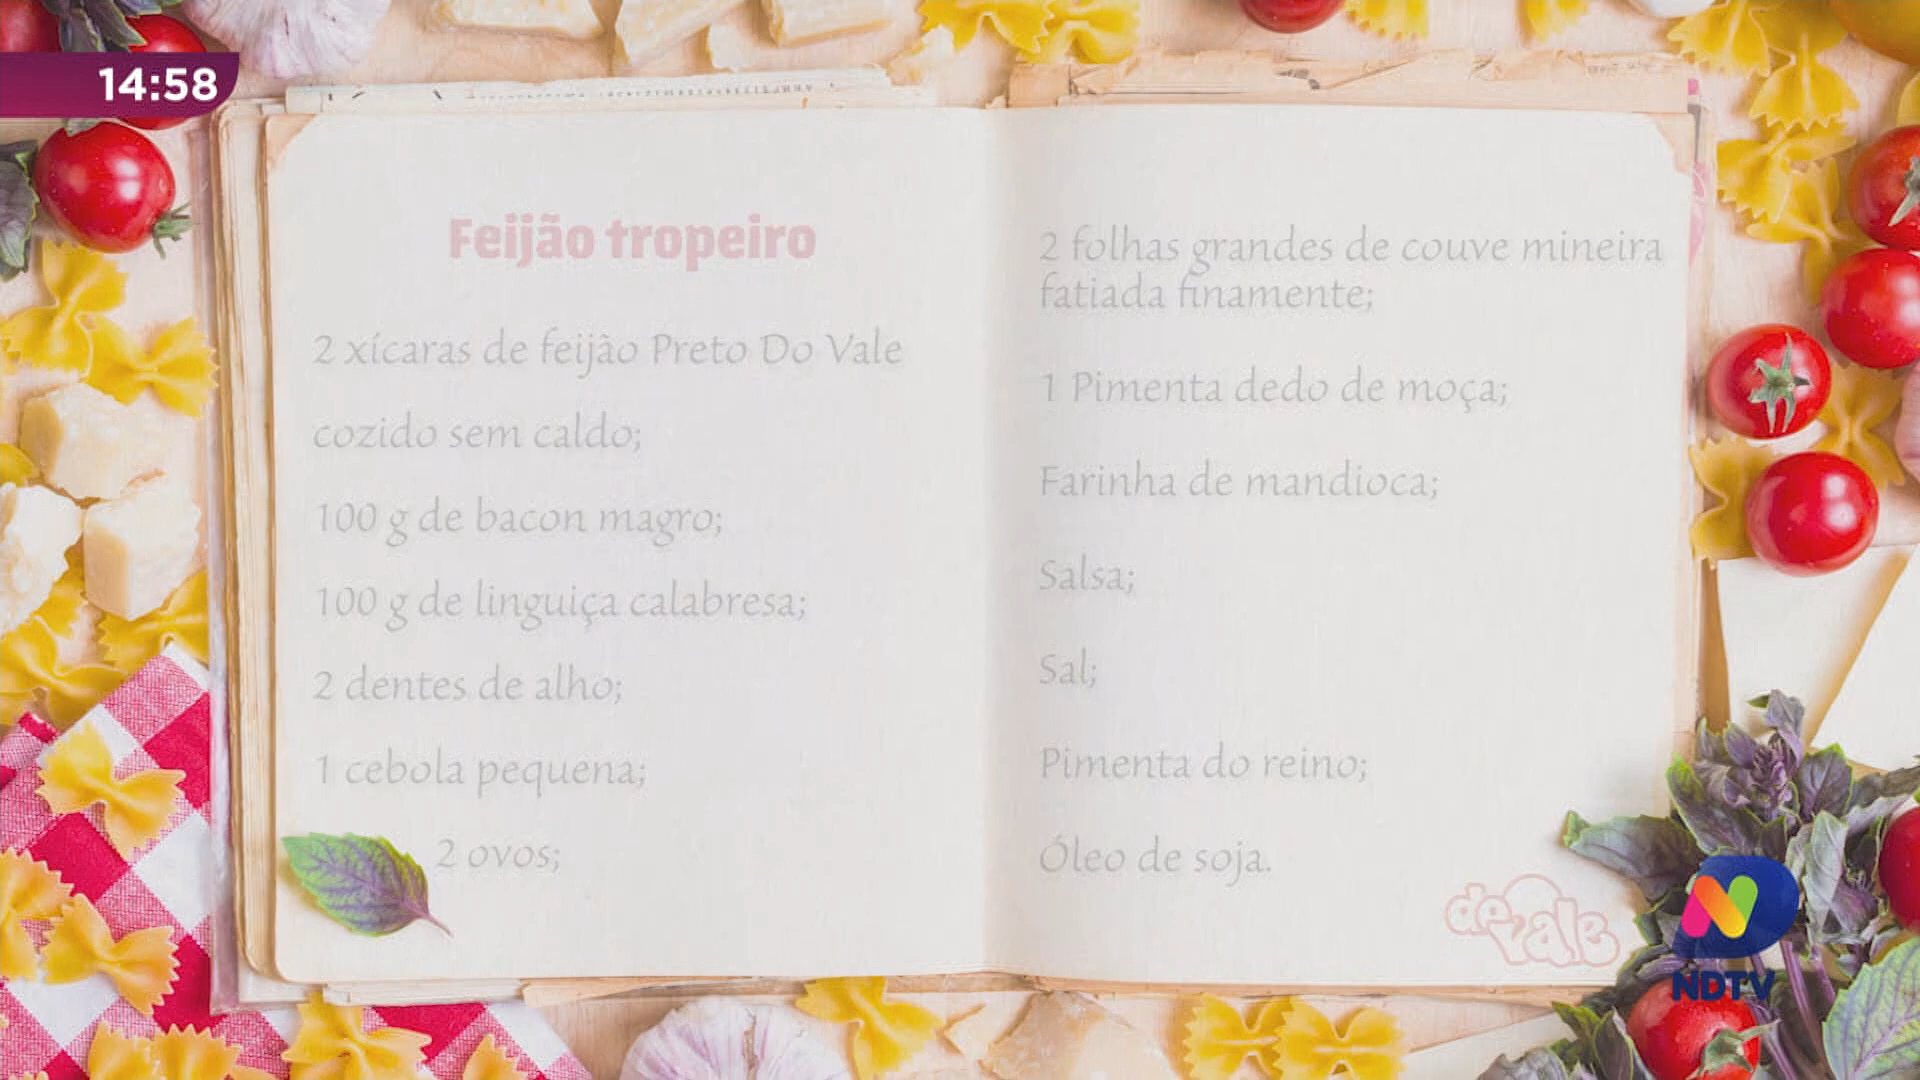 14:58
Feijão tropeiro
2 xícaras de feijão Preto Do Vale
cozido sem caldo;
100 g de bacon magro;
100 g de linguiça calabresa;
2 dentes de alho;
1 cebola pequena;
2 ovos;
2 folhas grandes de couve mineira
fatiada finamente;
1 Pimenta dedo de moça;
Farinha de mandioca;
Salsa;
Sal;
Pimenta do reino;
Óleo de soja.
do vale
NDTV